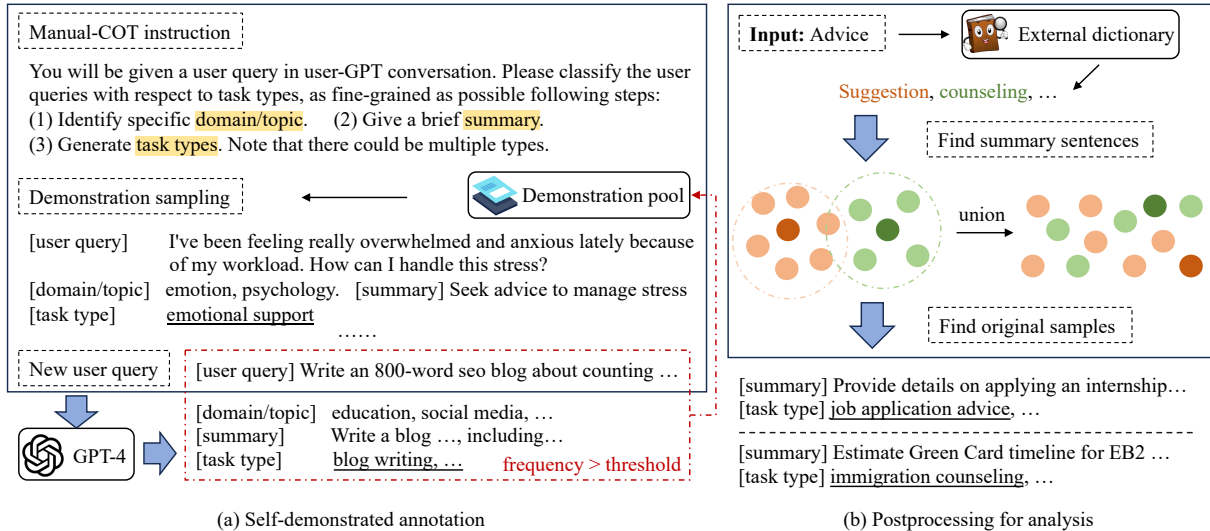 Manual-COT instruction
You will be given a user query in user-GPT conversation. Please classify the user
queries with respect to task types, as fine-grained as possible following steps:
(1) Identify specific domain/topic. (2) Give a brief summary.
(3) Generate task types. Note that there could be multiple types.
Demonstration sampling
Demonstration pool
[user query] I've been feeling really overwhelmed and anxious lately because
of my workload. How can I handle this stress?
[domain/topic] emotion, psychology. [summary] Seek advice to manage stress
[task type] emotional support
……
New user query
[user query] Write an 800-word seo blog about counting …
[domain/topic] education, social media, …
[summary] Write a blog …, including…
[task type] blog writing, …
frequency > threshold
GPT-4
(a) Self-demonstrated annotation
Input: Advice
External dictionary
Suggestion, counseling, …
Find summary sentences
union
Find original samples
[summary] Provide details on applying an internship…
[task type] job application advice, …
[summary] Estimate Green Card timeline for EB2 …
[task type] immigration counseling, …
(b) Postprocessing for analysis